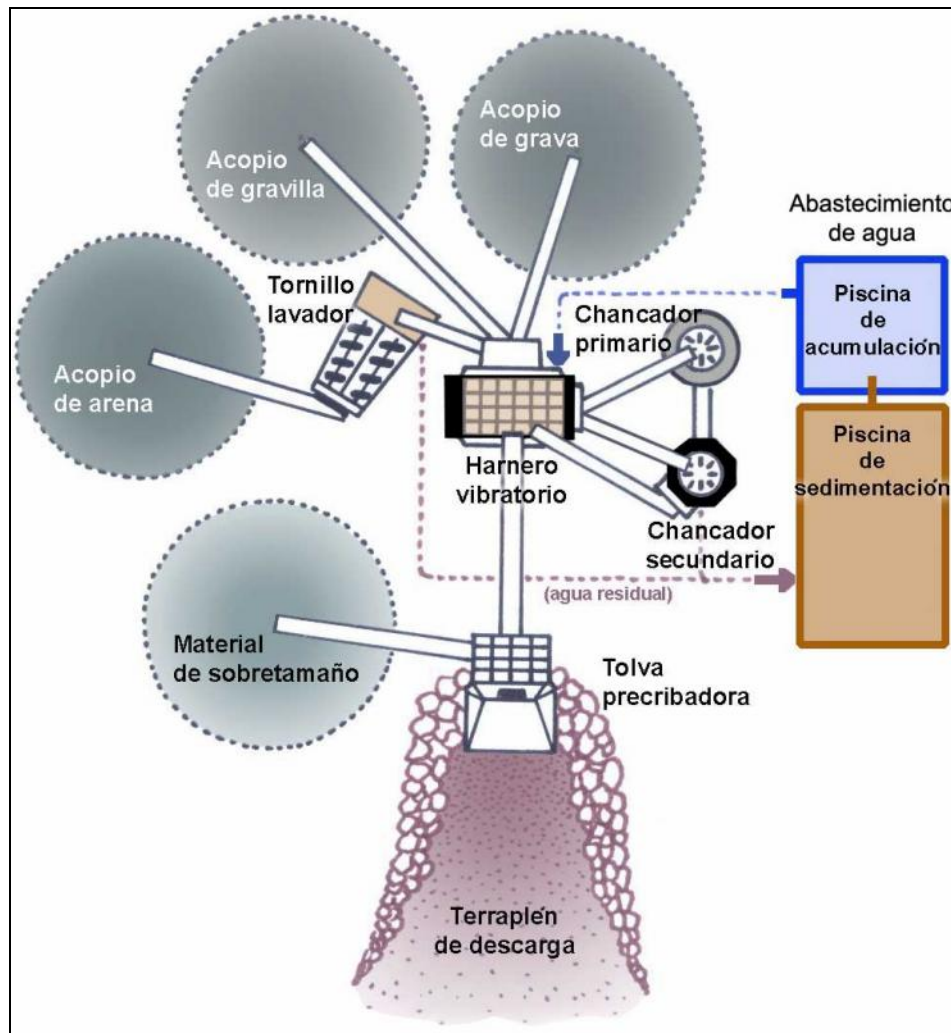 Acopio
de grava
Acopio
de gravilla
Abastecimiento
de agua
Tornillo
lavador
Chancador
primario
Piscina
de
acumulación
Acopio
de arena
Harnero
vibratorio
Piscina
de
sedimentación
Chancador
secundario
(agua residual)
Material
de sobretamaño
Tolva
precribadora
Terraplén
de descarga